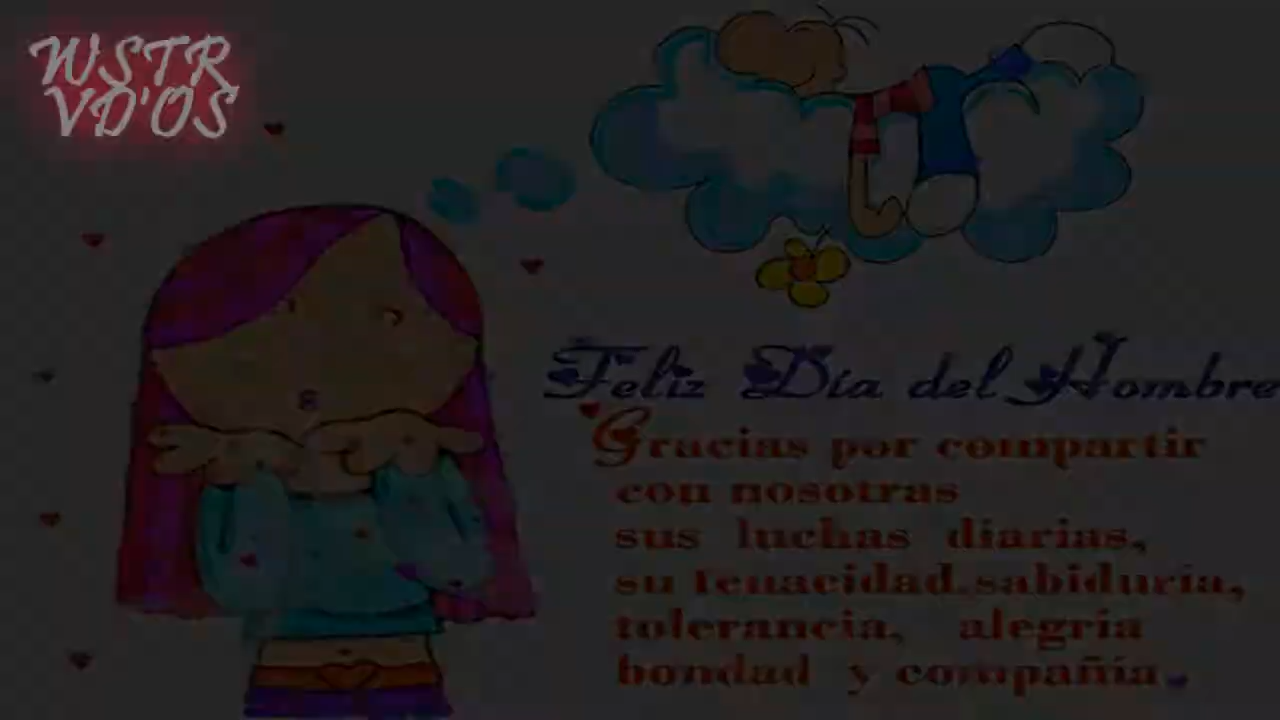 WSTR
VD'OS
Feliz Día del Hombre
Gracias por compartir
con nosotras
sus luchas diarias,
su tenacidad,sabiduría,
tolerancia, alegría
bondad y compañía.